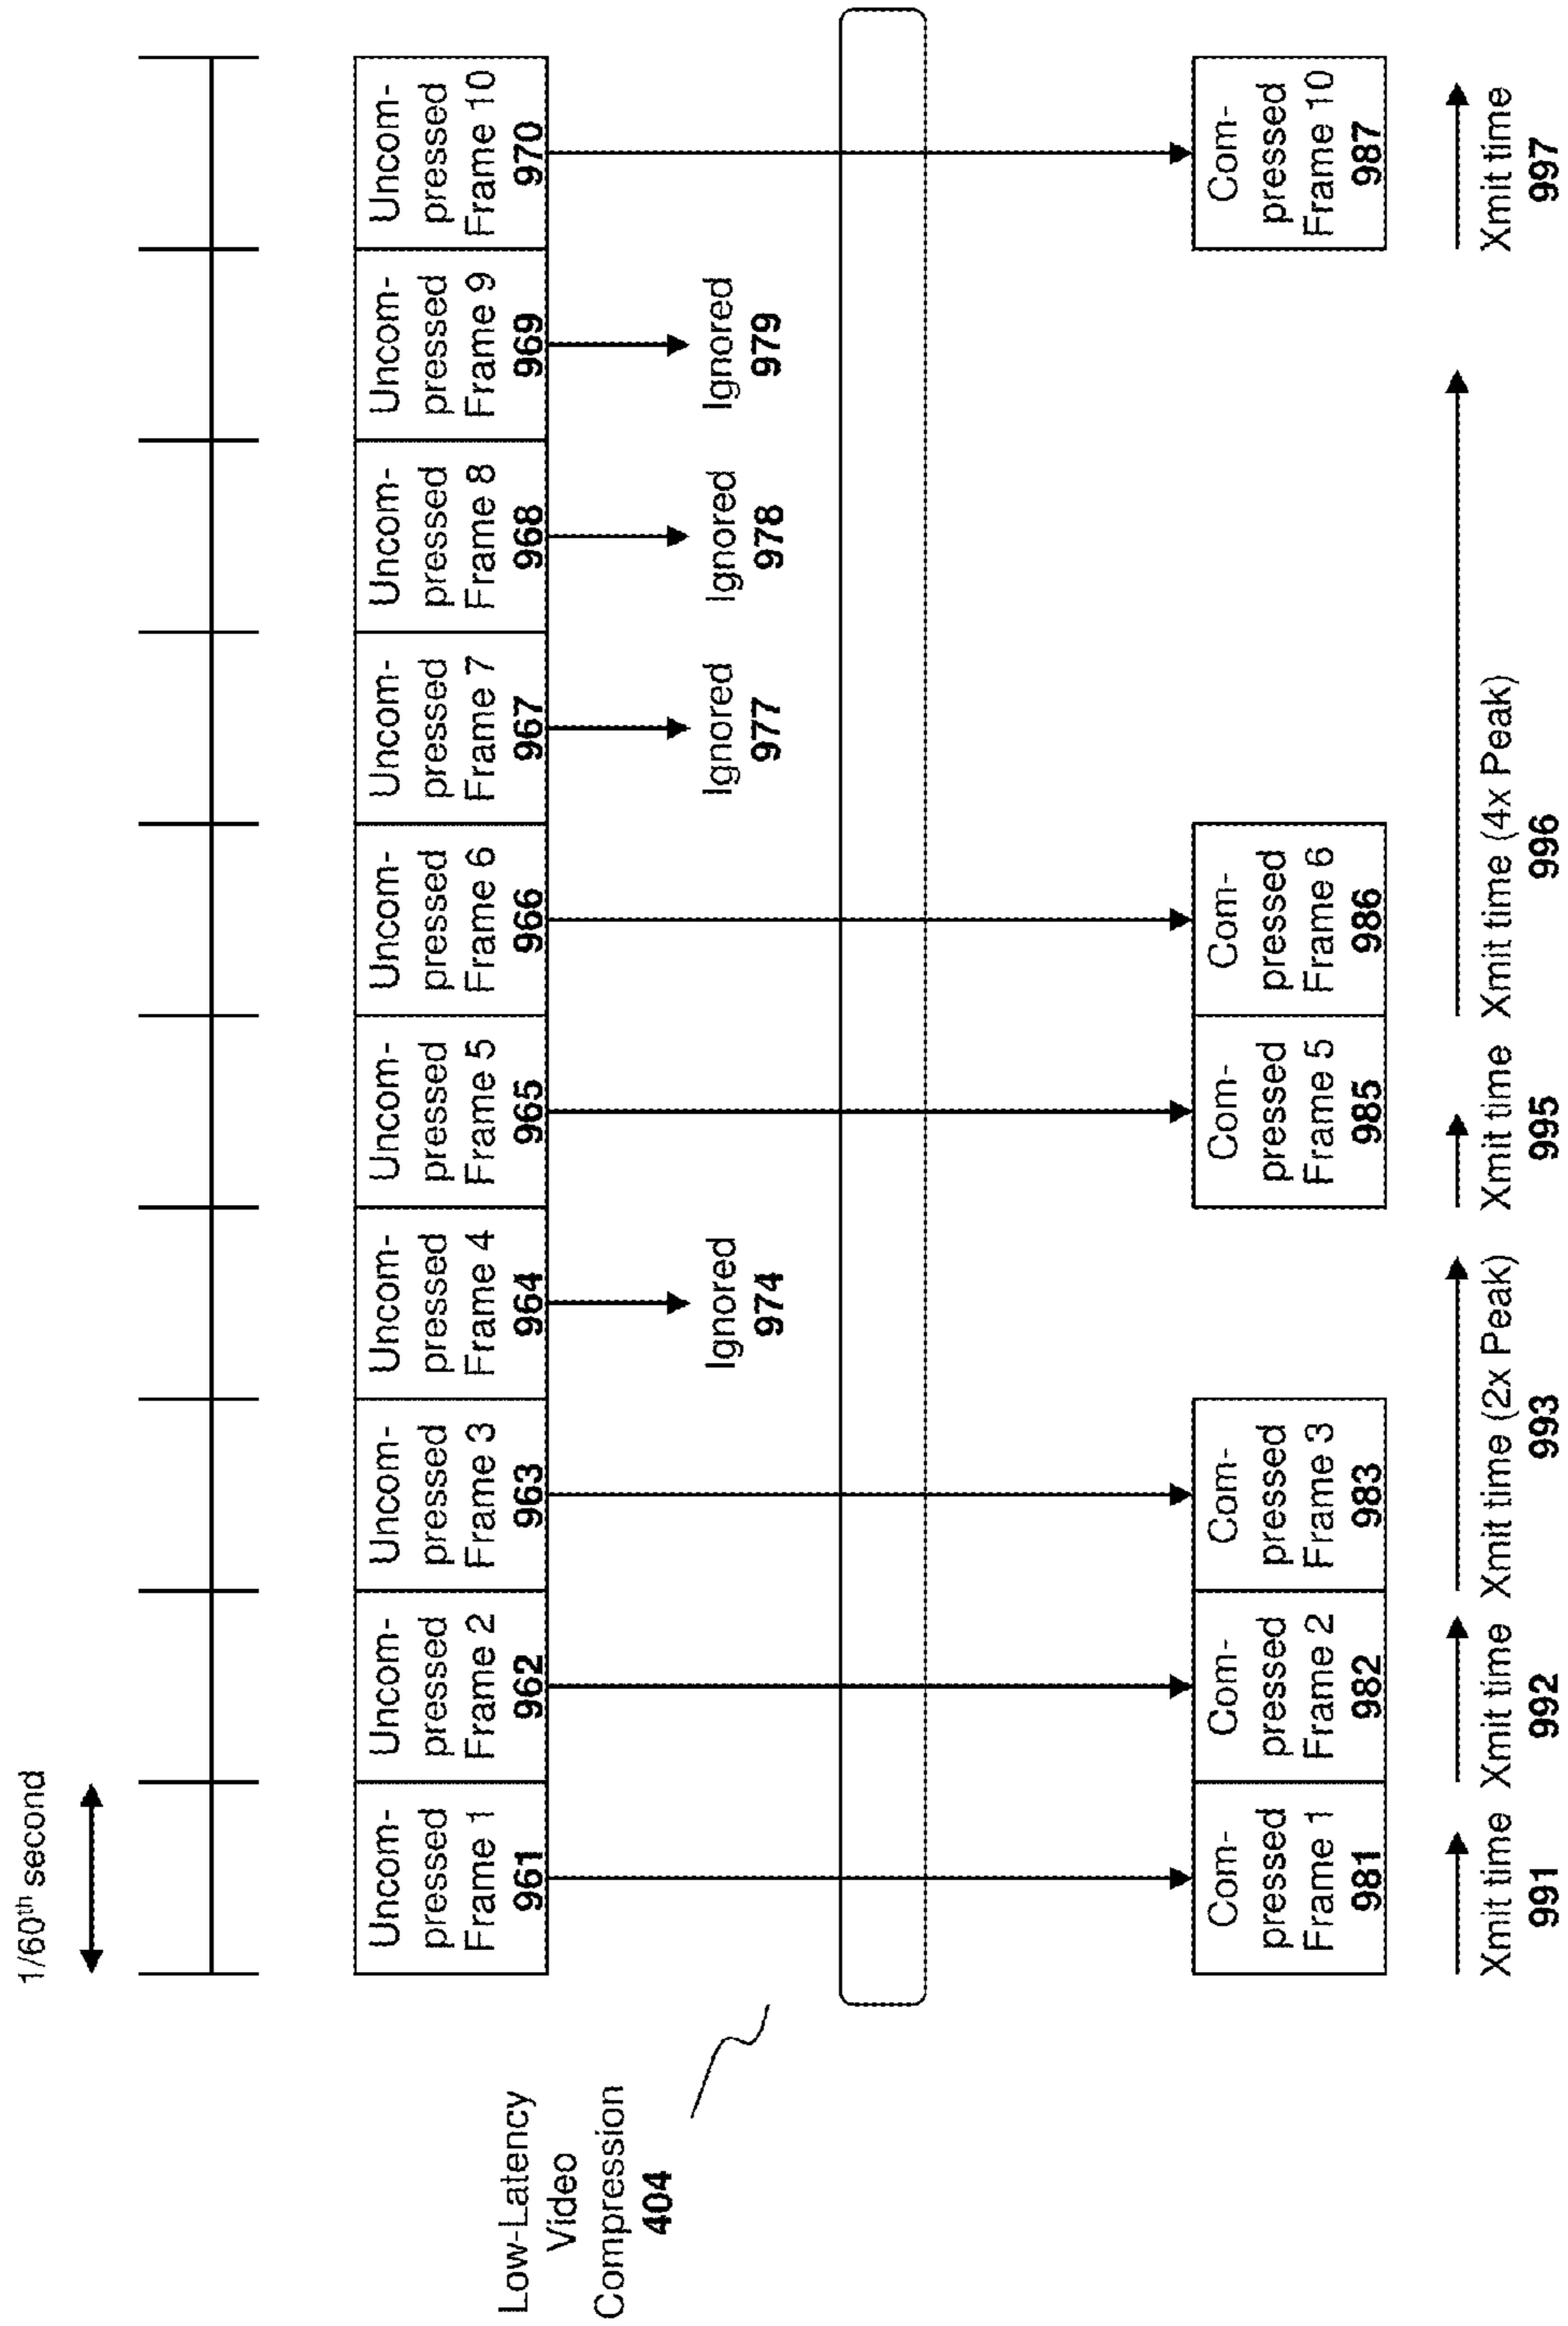 1/60th second
Uncom-
pressed
Frame 1
961
Uncom-
pressed
Frame 2
962
Uncom-
pressed
Frame 3
963
Uncom-
pressed
Frame 4
964
Uncom-
pressed
Frame 5
965
Uncom-
pressed
Frame 6
966
Uncom-
pressed
Frame 7
967
Uncom-
pressed
Frame 8
968
Uncom-
pressed
Frame 9
969
Uncom-
pressed
Frame 10
970
Low-Latency
Video
Compression
404
Ignored
974
Ignored
977
Ignored
978
Ignored
979
Com-
pressed
Frame 1
981
Com-
pressed
Frame 2
982
Com-
pressed
Frame 3
983
Com-
pressed
Frame 5
985
Com-
pressed
Frame 6
986
Com-
pressed
Frame 10
987
Xmit time
991
Xmit time
992
Xmit time (2x Peak)
993
Xmit time
995
Xmit time (4x Peak)
996
Xmit time
997